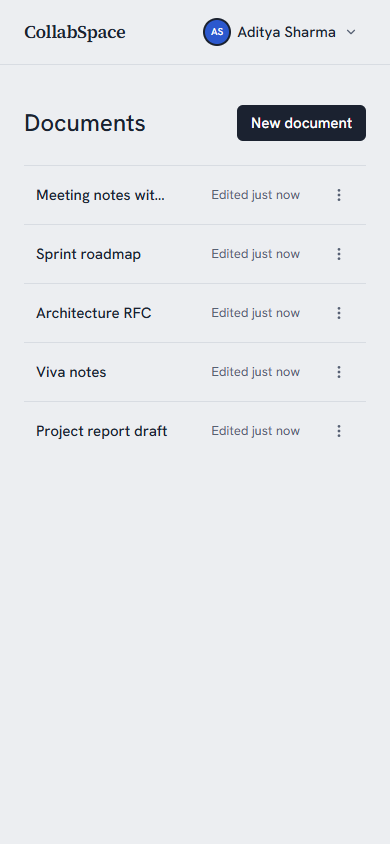 CollabSpace
AS Aditya Sharma
Documents
New document
Meeting notes wit... Edited just now
Sprint roadmap Edited just now
Architecture RFC Edited just now
Viva notes Edited just now
Project report draft Edited just now